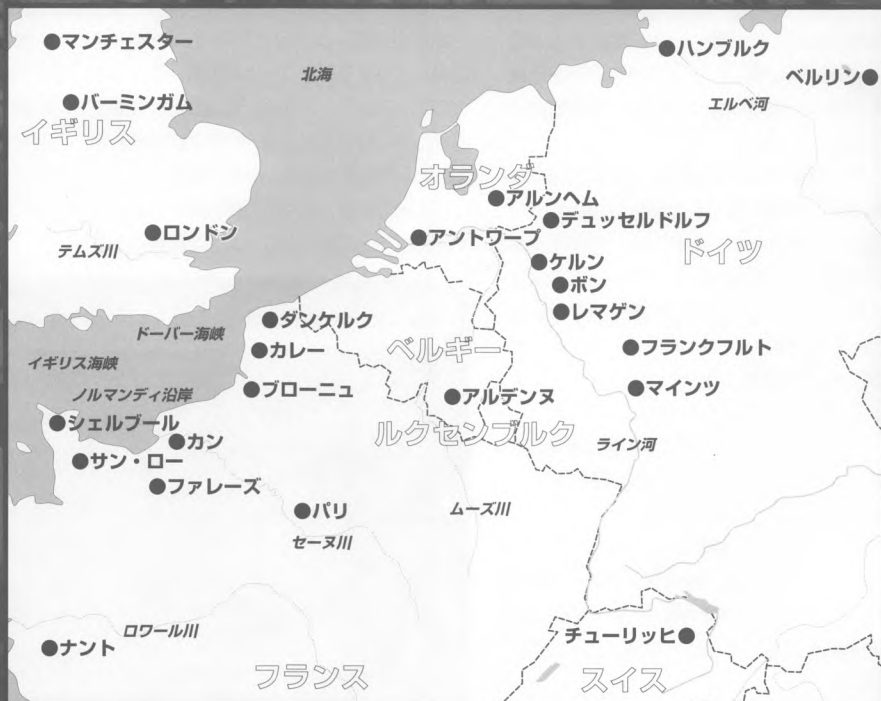 マンチェスター
ハンブルク
北海
ベルリン
バーミンガム
エルベ河
イギリス
オランダ
アルンヘム
デュッセルドルフ
ロンドン
アントワープ
テムズ川
ドイツ
ケルン
ボン
レマゲン
ダンケルク
ドーバー海峡
ベルギー
フランクフルト
カレー
イギリス海峡
ブローニュ
アルデンヌ
マインツ
ノルマンディ沿岸
シェルブール
ルクセンブルク
カン
ライン河
サン・ロー
ファレーズ
パリ
ムーズ川
セーヌ川
ロワール川
チューリッヒ
ナント
フランス
スイス